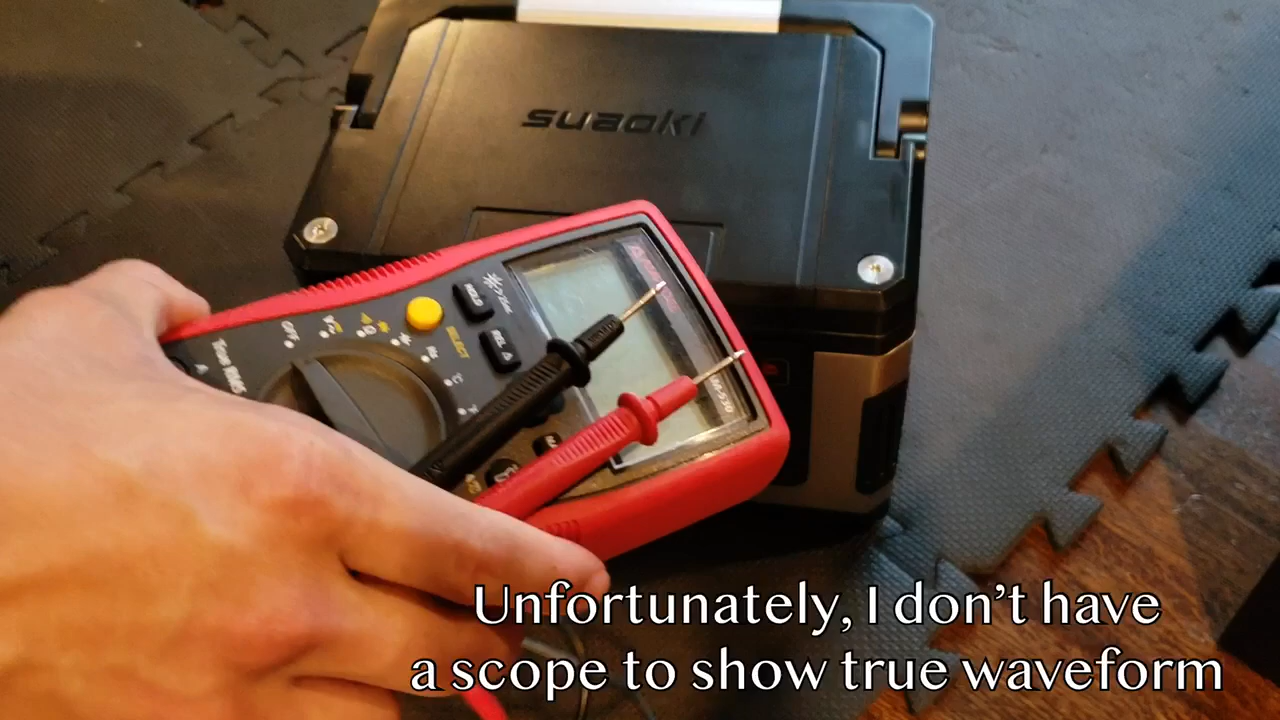 suaoki
HOLD
REL Δ
SELECT
OFF
True RMS
A
Unfortunately, I don't have
a scope to show true waveform